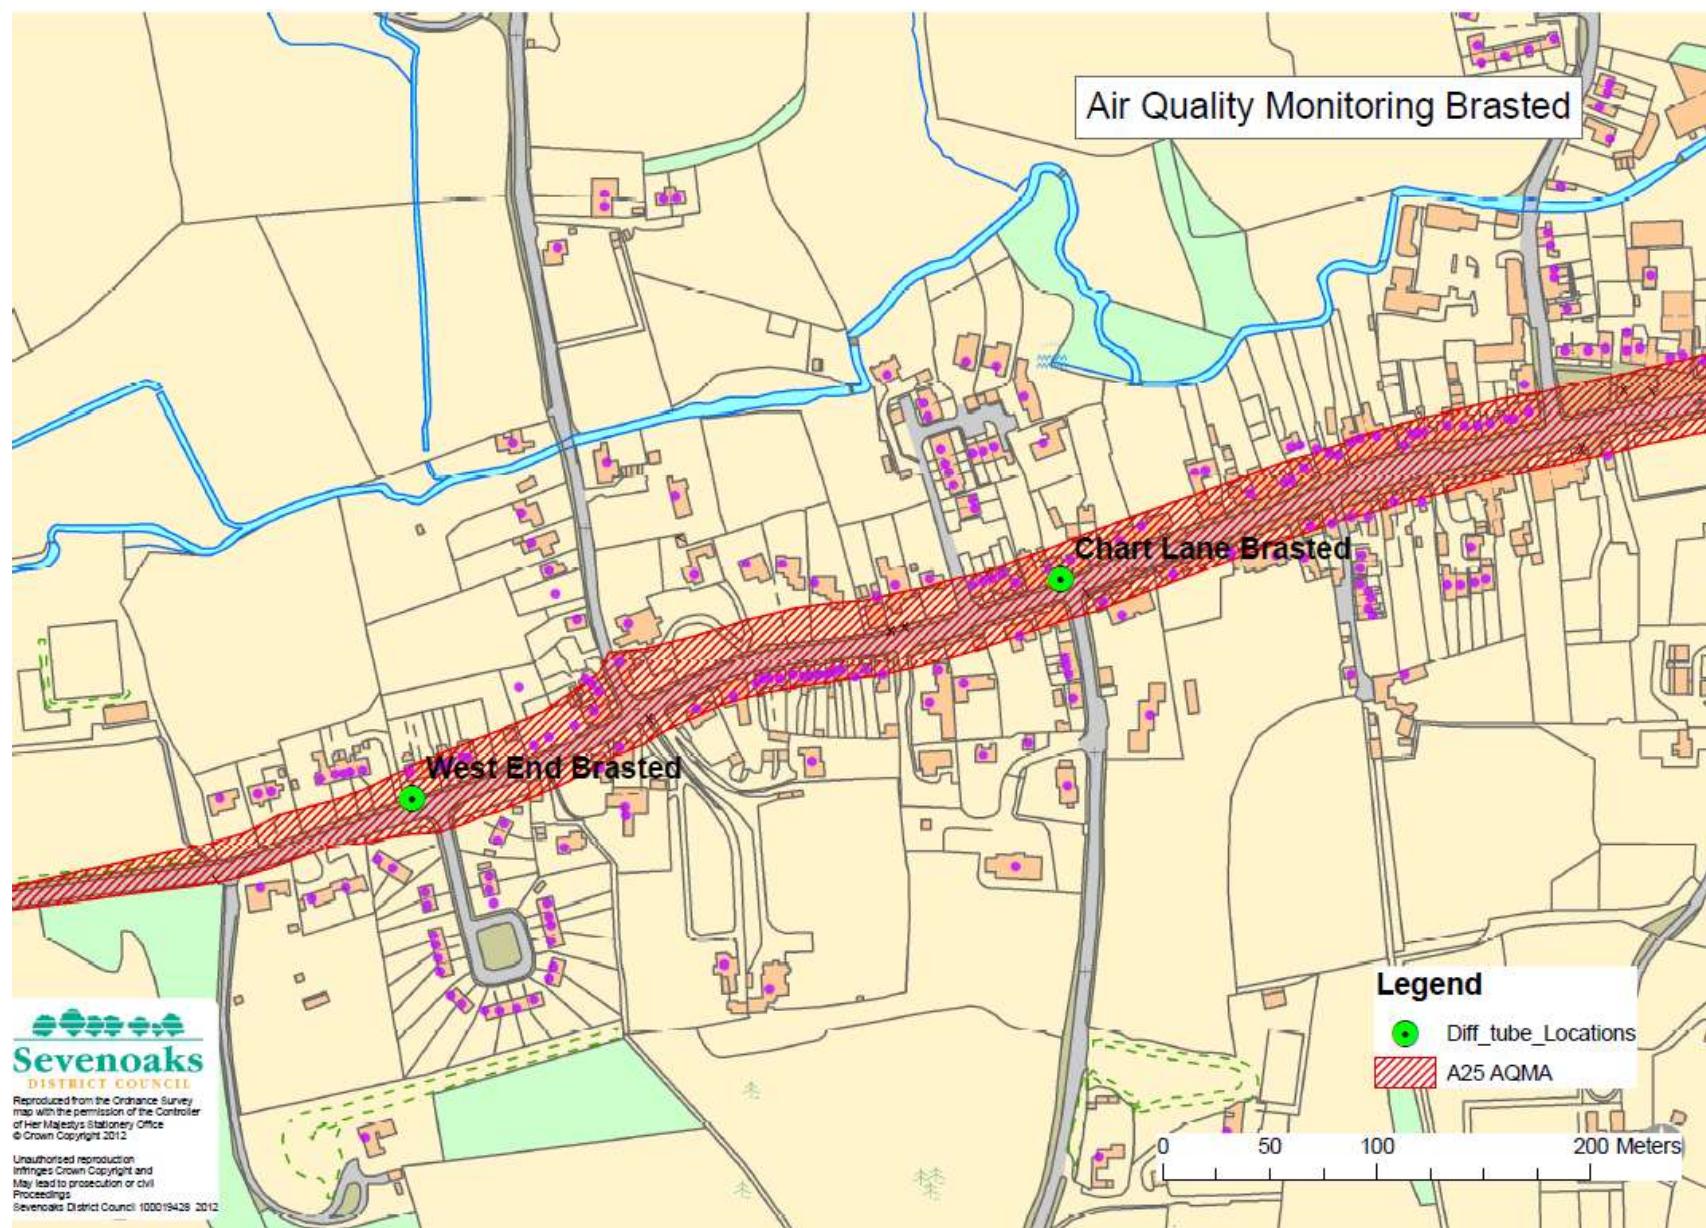 Air Quality Monitoring Brasted
Chart Lane Brasted
West End Brasted
Legend
Diff_tube_Locations
A25 AQMA
0 50 100 200 Meters
Sevenoaks
DISTRICT COUNCIL
Reproduced from the Ordnance Survey
map with the permission of the Controller
of Her Majestys Stationery Office
© Crown Copyright 2012
Unauthorised reproduction
Infringes Crown Copyright and
May lead to prosecution or civil
Proceedings
Sevenoaks District Council 100019428 2012